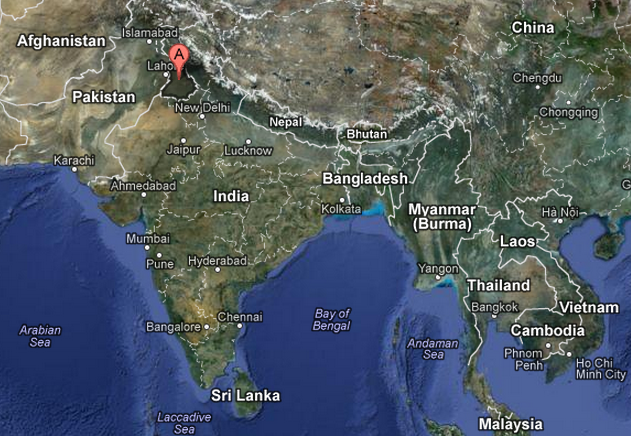 Islamabad
Afghanistan
China
A
Laho
Chengdu
Pakistan
New Delhi
Chongqing
Nepal
Bhutan
Jaipur
Lucknow
Karachi
Bangladesh
Ahmedabad
India
Kolkata
Myanmar
(Burma)
Hà Nội
Mumbai
Laos
Pune
Hyderabad
Yangon
Thailand
Bangkok
Vietnam
Chennai
Bay of
Bengal
Bangalore
Arabian
Sea
Andaman
Sea
Cambodia
Phnom
Penh
Ho Chi
Minh City
Sri Lanka
Laccadive
Sea
Malaysia
G